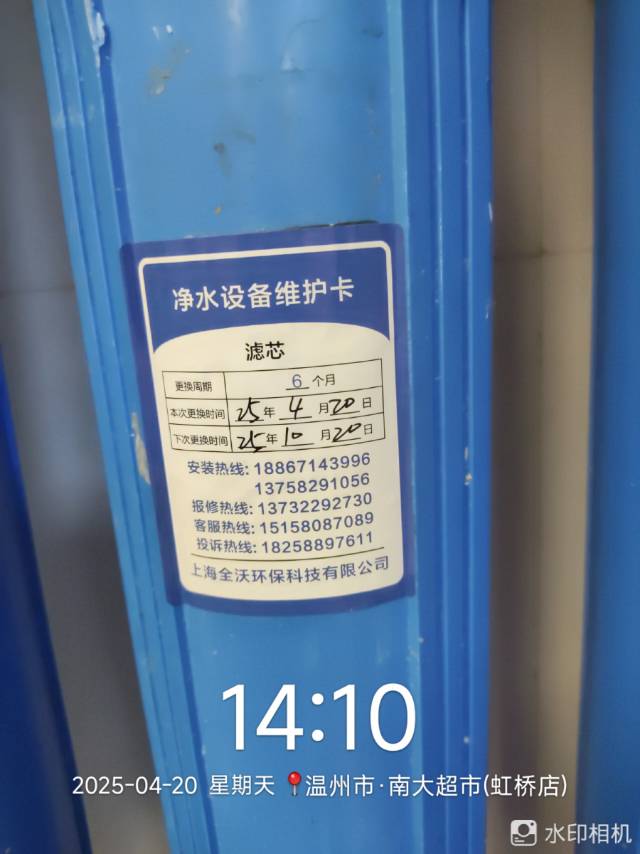 净水设备维护卡
滤芯
更换周期 6 个月
本次更换时间 25年 4 月 20 日
下次更换时间 25年 10 月 20 日
安装热线: 18867143996
13758291056
报修热线: 13732292730
客服热线: 15158087089
投诉热线: 18258897611
上海全沃环保科技有限公司
14:10
2025-04-20 星期天 📍温州市·南大超市(虹桥店)
水印相机